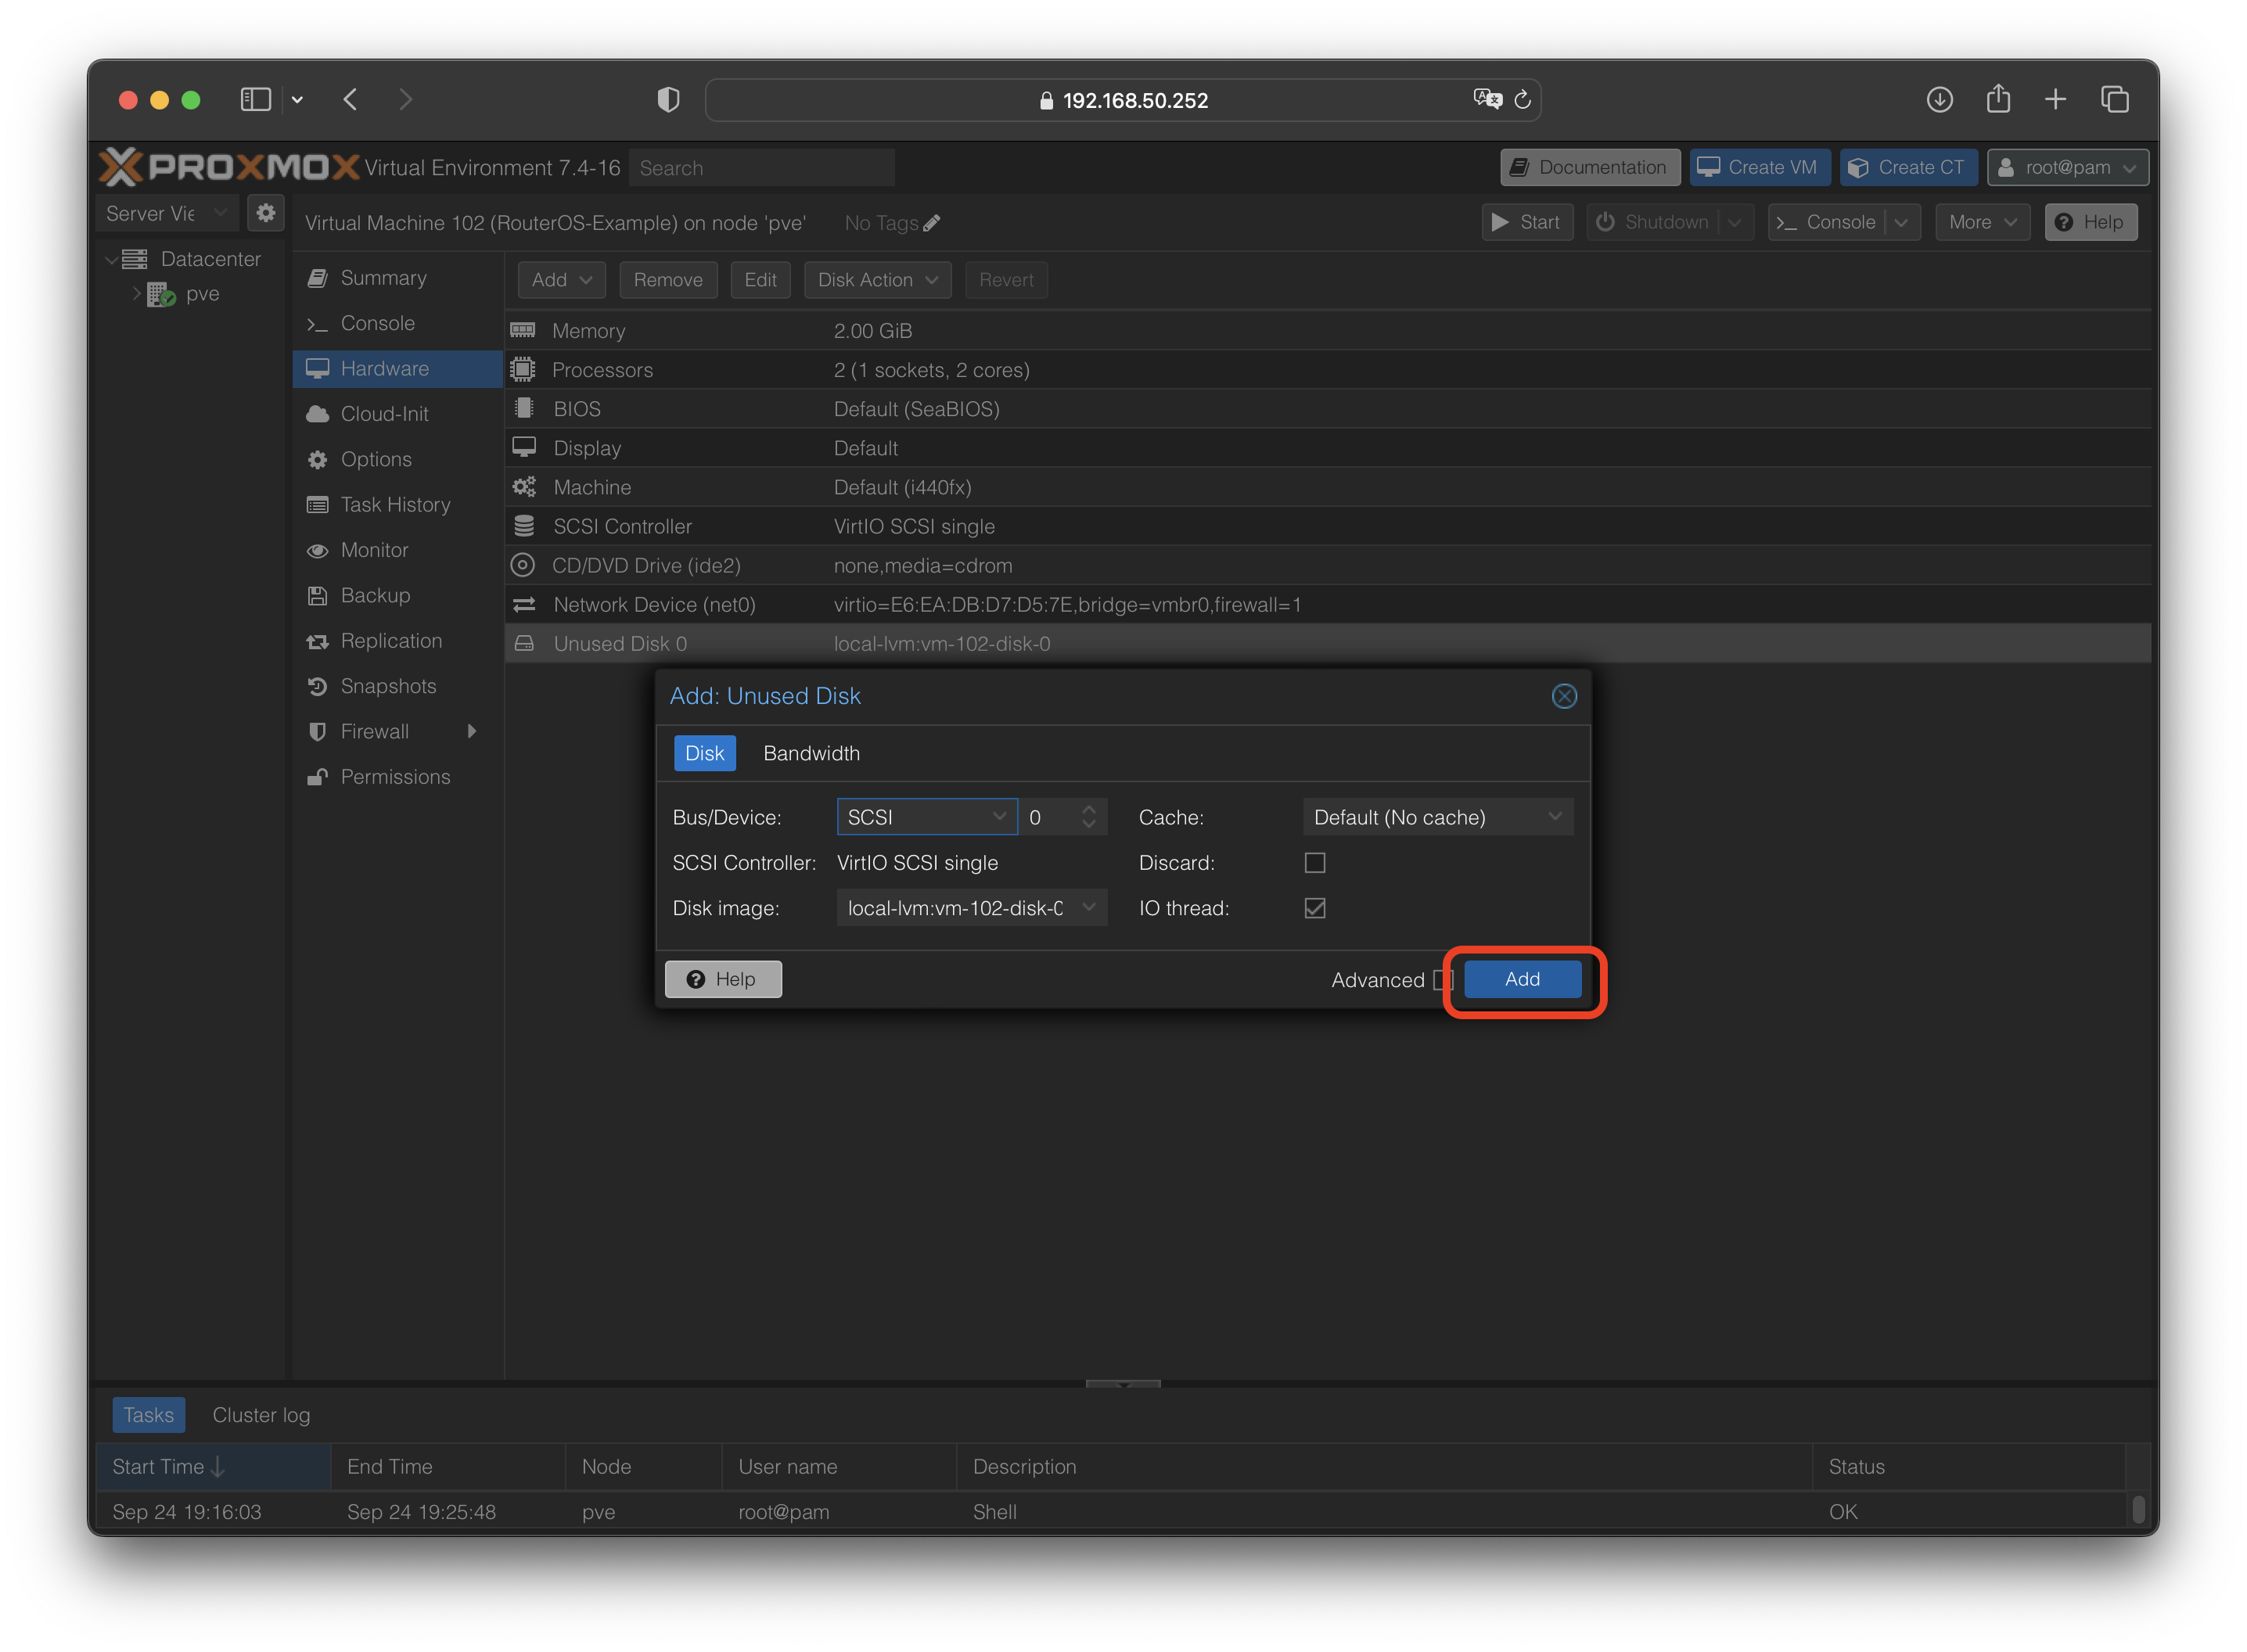 192.168.50.252
PROXMOX Virtual Environment 7.4-16 Search Documentation Create VM Create CT root@pam
Server Vie
Virtual Machine 102 (RouterOS-Example) on node 'pve' No Tags Start Shutdown Console More Help
Datacenter
pve
Summary
Console
Hardware
Cloud-Init
Options
Task History
Monitor
Backup
Replication
Snapshots
Firewall
Permissions
Add Remove Edit Disk Action Revert
Memory 2.00 GiB
Processors 2 (1 sockets, 2 cores)
BIOS Default (SeaBIOS)
Display Default
Machine Default (i440fx)
SCSI Controller VirtIO SCSI single
CD/DVD Drive (ide2) none,media=cdrom
Network Device (net0) virtio=E6:EA:DB:D7:D5:7E,bridge=vmbr0,firewall=1
Unused Disk 0 local-lvm:vm-102-disk-0
Add: Unused Disk
Disk Bandwidth
Bus/Device: SCSI 0 Cache: Default (No cache)
SCSI Controller: VirtIO SCSI single Discard:
Disk image: local-lvm:vm-102-disk-0 IO thread:
Help Advanced Add
Tasks Cluster log
Start Time End Time Node User name Description Status
Sep 24 19:16:03 Sep 24 19:25:48 pve root@pam Shell OK